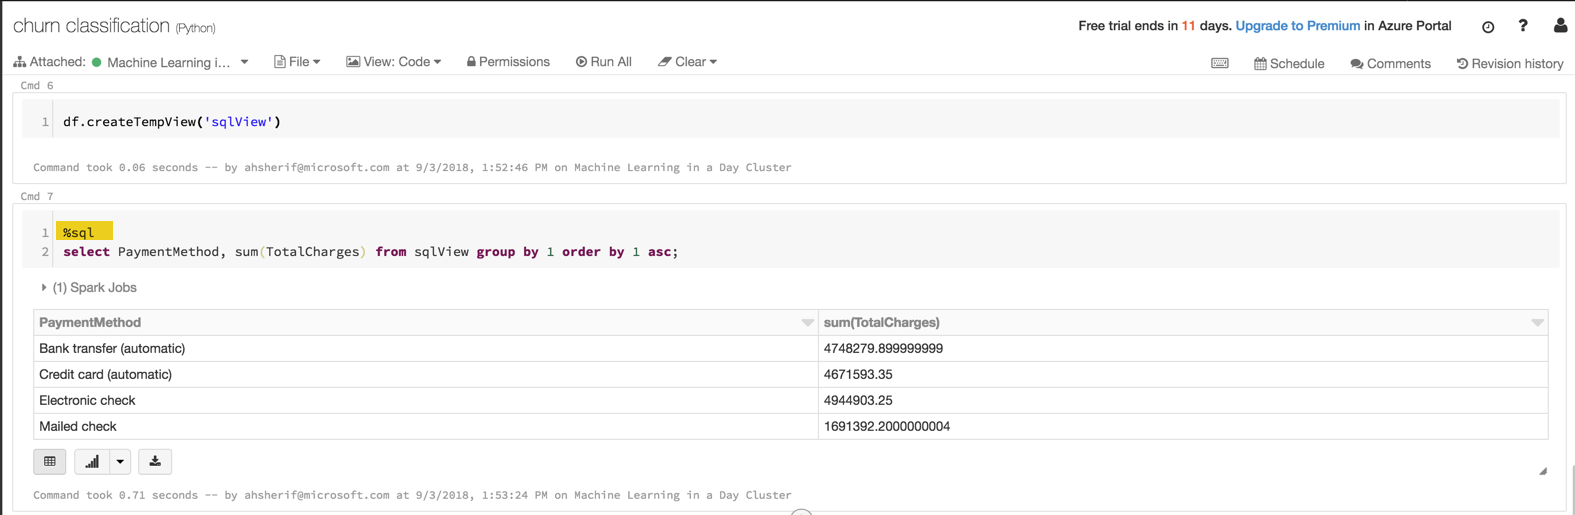 churn classification (Python)
Free trial ends in 11 days. Upgrade to Premium in Azure Portal
?
Attached: Machine Learning i... File View: Code Permissions Run All Clear Schedule Comments Revision history
Cmd 6
1 df.createTempView('sqlView')
Command took 0.06 seconds -- by ahsherif@microsoft.com at 9/3/2018, 1:52:46 PM on Machine Learning in a Day Cluster
Cmd 7
1 %sql
2 select PaymentMethod, sum(TotalCharges) from sqlView group by 1 order by 1 asc;
(1) Spark Jobs
PaymentMethod sum(TotalCharges)
Bank transfer (automatic) 4748279.899999999
Credit card (automatic) 4671593.35
Electronic check 4944903.25
Mailed check 1691392.2000000004
Command took 0.71 seconds -- by ahsherif@microsoft.com at 9/3/2018, 1:53:24 PM on Machine Learning in a Day Cluster